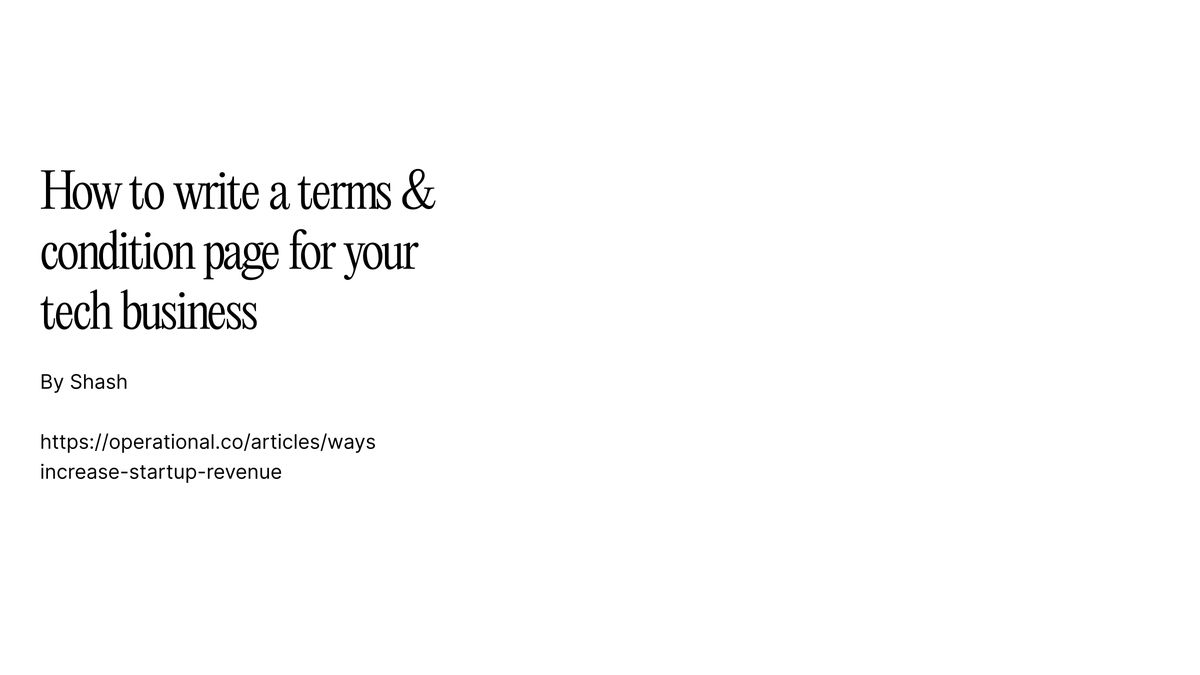 How to write a terms &
condition page for your
tech business
By Shash
https://operational.co/articles/ways
increase-startup-revenue